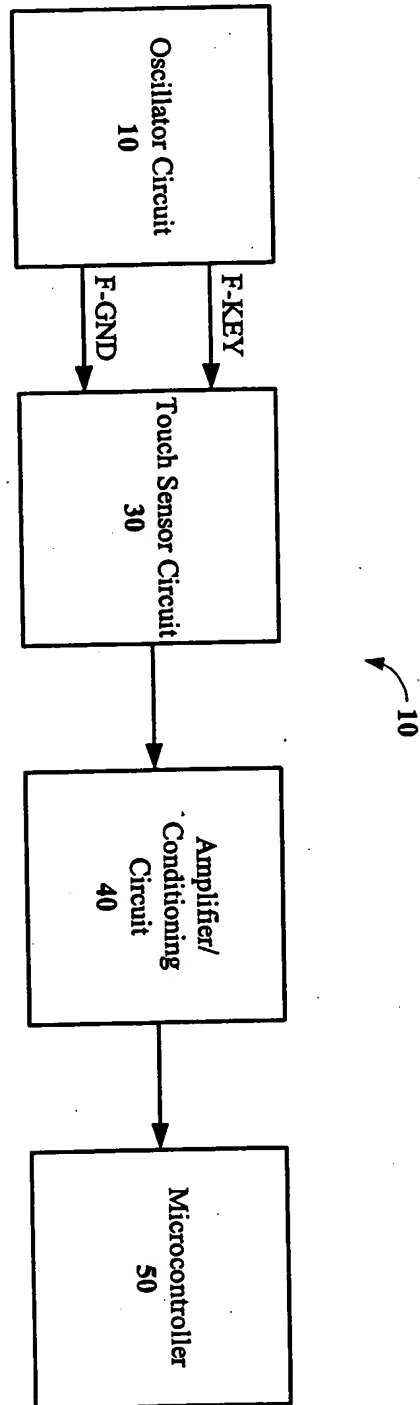 10
Oscillator Circuit
10
F-KEY
F-GND
Touch Sensor Circuit
30
Amplifier/
Conditioning
Circuit
40
Microcontroller
50